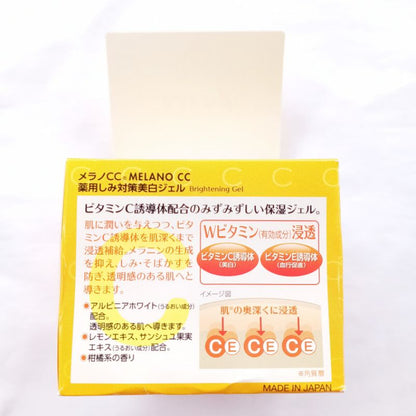 メラノCC® MELANO CC
薬用しみ対策美白ジェル Brightening Gel
ビタミンC誘導体配合のみずみずしい保湿ジェル。
肌に潤いを与えつつ、ビ
タミンC誘導体を肌深くまで
浸透補給。メラニンの生成
を抑え、しみ・そばかすを
防ぎ、透明感のある肌へと
導きます。
●アルピニアホワイト(うるおい成分)
配合。
透明感のある肌へ導きます。
●レモンエキス、サンシュユ果実
エキス(うるおい成分)配合。
●柑橘系の香り
Wビタミン(有効成分)浸透
ビタミンC誘導体
(美白)
ビタミンE誘導体
(血行促進)
イメージ図
肌※の奥深くに浸透
C E C E C E
※角質層
MADE IN JAPAN